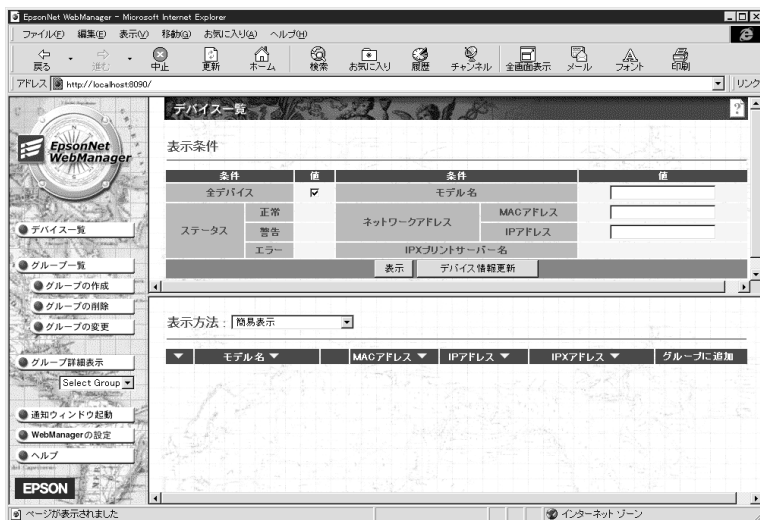 EpsonNet WebManager - Microsoft Internet Explorer
ファイル(F) 編集(E) 表示(V) 移動(G) お気に入り(A) ヘルプ(H)
戻る 進む 中止 更新 ホーム 検索 お気に入り 履歴 チャンネル 全画面表示 メール フォント 印刷
アドレス http://localhost:8090/ リンク
EpsonNet
WebManager
デバイス一覧
グループ一覧
グループの作成
グループの削除
グループの変更
グループ詳細表示
Select Group
通知ウィンドウ起動
WebManagerの設定
ヘルプ
EPSON
デバイス一覧 ?
表示条件
条件 値 条件 値
全デバイス モデル名
ステータス 正常 ネットワークアドレス MACアドレス
警告 IPアドレス
エラー IPXプリントサーバー名
表示 デバイス情報更新
表示方法 : 簡易表示
モデル名 MACアドレス IPアドレス IPXアドレス グループに追加
ページが表示されました インターネット ゾーン